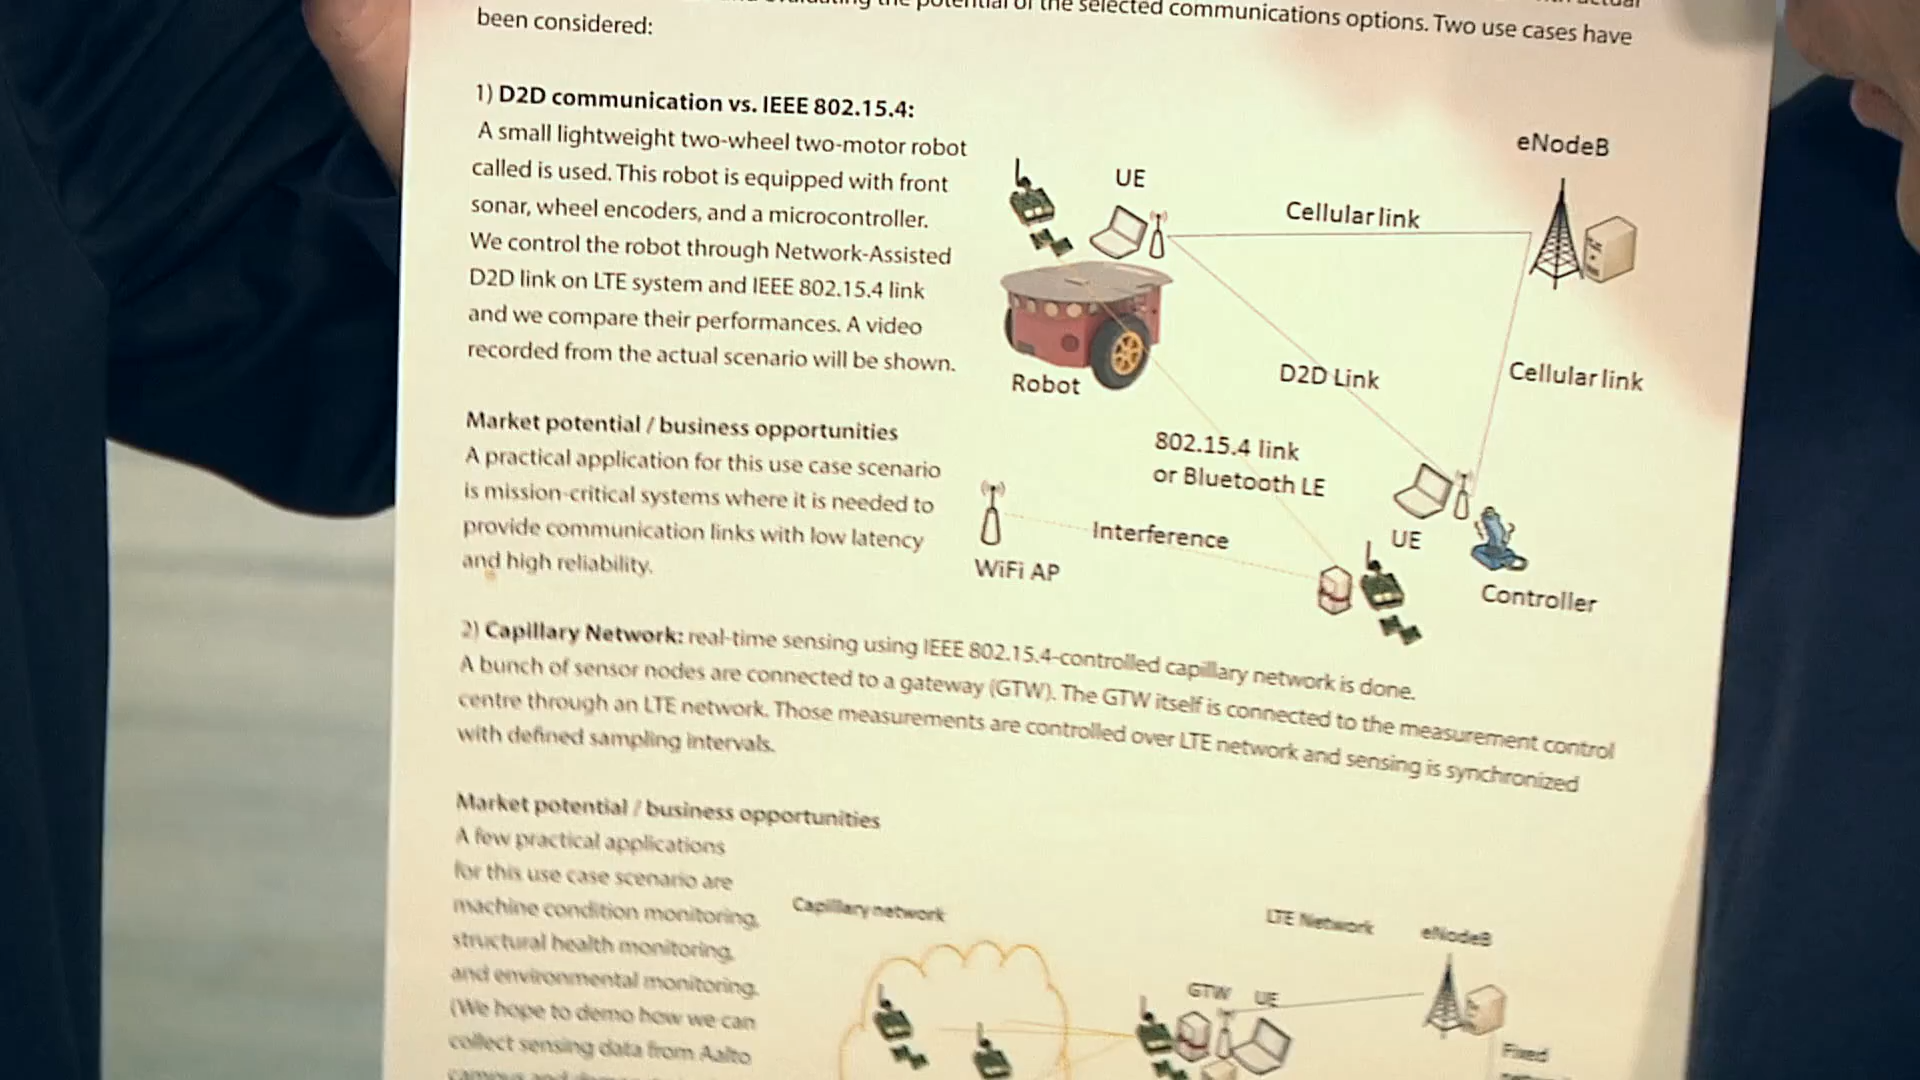 the potential of the selected communications options. Two use cases have
been considered:
1) D2D communication vs. IEEE 802.15.4:
A small lightweight two-wheel two-motor robot
called is used. This robot is equipped with front
sonar, wheel encoders, and a microcontroller.
We control the robot through Network-Assisted
D2D link on LTE system and IEEE 802.15.4 link
and we compare their performances. A video
recorded from the actual scenario will be shown.
Market potential / business opportunities
A practical application for this use case scenario
is mission-critical systems where it is needed to
provide communication links with low latency
and high reliability.
eNodeB
UE
Cellular link
Robot
D2D Link
Cellular link
802.15.4 link
or Bluetooth LE
Interference
WiFi AP
UE
Controller
2) Capillary Network: real-time sensing using IEEE 802.15.4-controlled capillary network is done.
A bunch of sensor nodes are connected to a gateway (GTW). The GTW itself is connected to the measurement control
centre through an LTE network. Those measurements are controlled over LTE network and sensing is synchronized
with defined sampling intervals.
Market potential / business opportunities
A few practical applications
for this use case scenario are
machine condition monitoring,
structural health monitoring,
and environmental monitoring.
(We hope to demo how we can
collect sensing data from Aalto
Capillary network
LTE Network
eNodeB
GTW
UE
Fixed